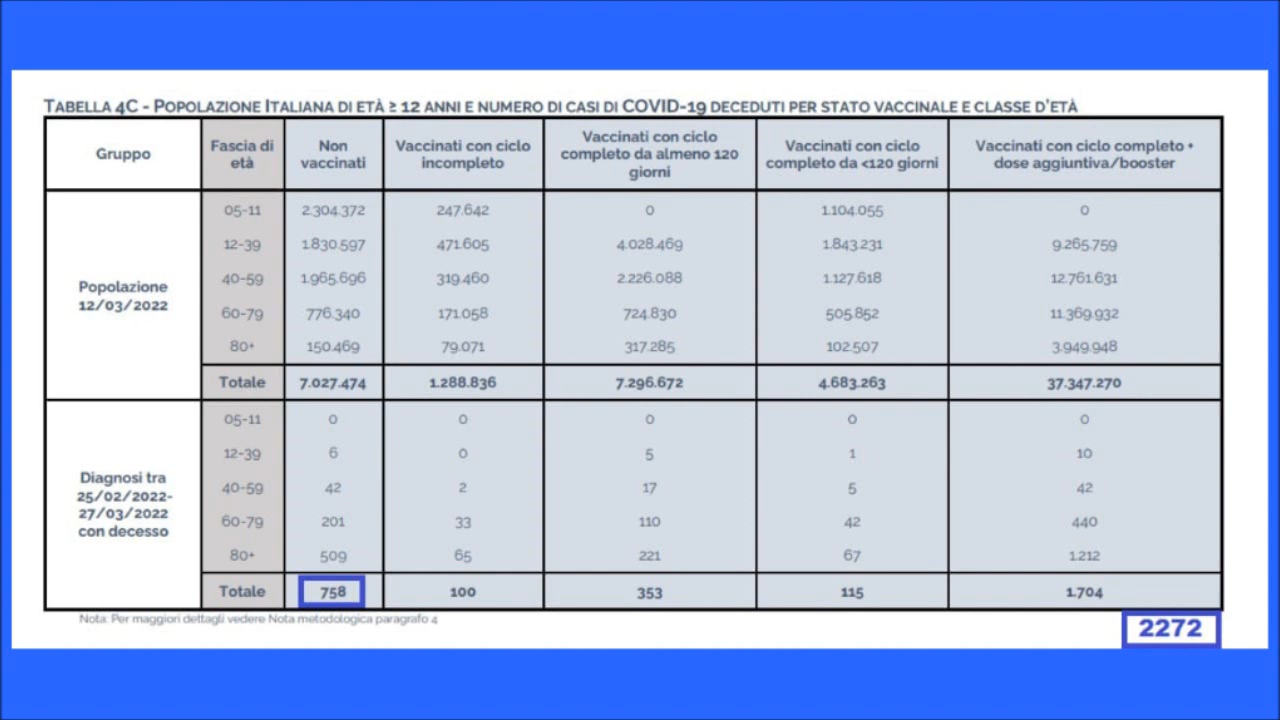 TABELLA 4C - POPOLAZIONE ITALIANA DI ETÀ ≥ 12 ANNI E NUMERO DI CASI DI COVID-19 DECEDUTI PER STATO VACCINALE E CLASSE D'ETÀ
Gruppo Fascia di età Non vaccinati Vaccinati con ciclo incompleto Vaccinati con ciclo completo da almeno 120 giorni Vaccinati con ciclo completo da <120 giorni Vaccinati con ciclo completo + dose aggiuntiva/booster
Popolazione 12/03/2022
05-11 2.304.372 247.642 0 1.104.055 0
12-39 1.830.597 471.605 4.028.469 1.843.231 9.265.759
40-59 1.965.696 319.460 2.226.088 1.127.618 12.761.631
60-79 776.340 171.058 724.830 505.852 11.369.932
80+ 150.469 79.071 317.285 102.507 3.949.948
Totale 7.027.474 1.288.836 7.296.672 4.683.263 37.347.270
Diagnosi tra 25/02/2022-27/03/2022 con decesso
05-11 0 0 0 0 0
12-39 6 0 5 1 10
40-59 42 2 17 5 42
60-79 201 33 110 42 440
80+ 509 65 221 67 1.212
Totale 758 100 353 115 1.704
Nota: Per maggiori dettagli vedere Nota metodologica paragrafo 4
2272